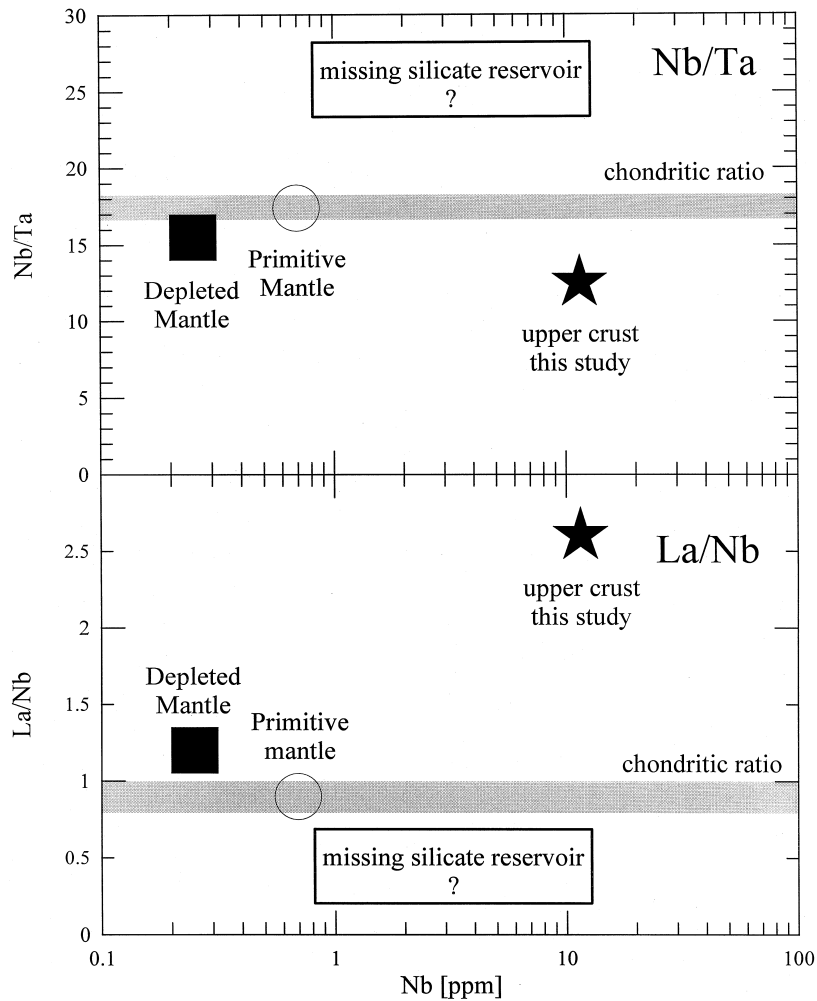 30
25
20
15
10
5
0
Nb/Ta
missing silicate reservoir
?
Nb/Ta
chondritic ratio
Primitive
Mantle
Depleted
Mantle
upper crust
this study
2.5
2
1.5
1
0.5
0
La/Nb
La/Nb
upper crust
this study
Depleted
Mantle
Primitive
mantle
chondritic ratio
missing silicate reservoir
?
0.1
1
10
100
Nb [ppm]